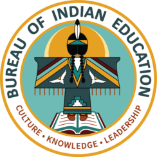 BUREAU OF INDIAN EDUCATION
CULTURE • KNOWLEDGE • LEADERSHIP